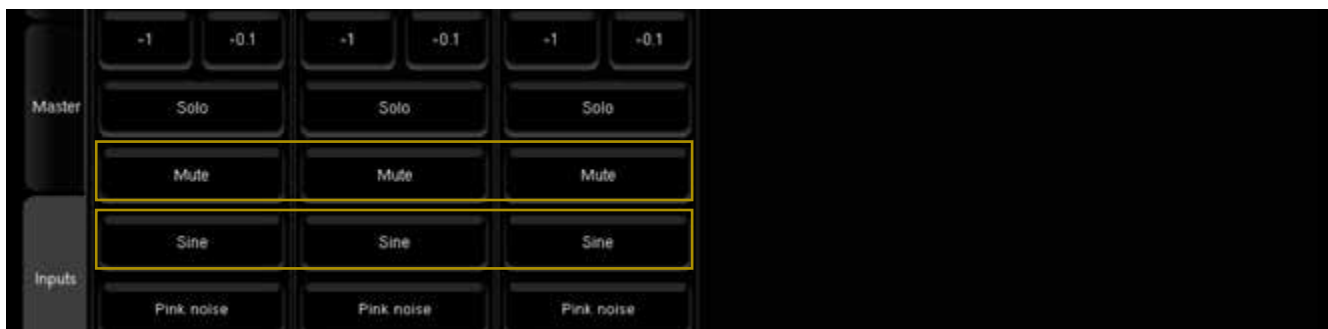 -1 -0.1 -1 -0.1 -1 -0.1
Master Solo Solo Solo
Mute Mute Mute
Sine Sine Sine
Inputs
Pink noise Pink noise Pink noise